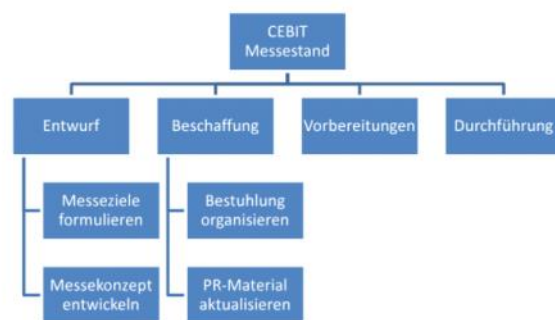 CEBIT
Messestand
Entwurf
Beschaffung
Vorbereitungen
Durchführung
Messeziele
formulieren
Bestuhlung
organisieren
Messekonzept
entwickeln
PR-Material
aktualisieren